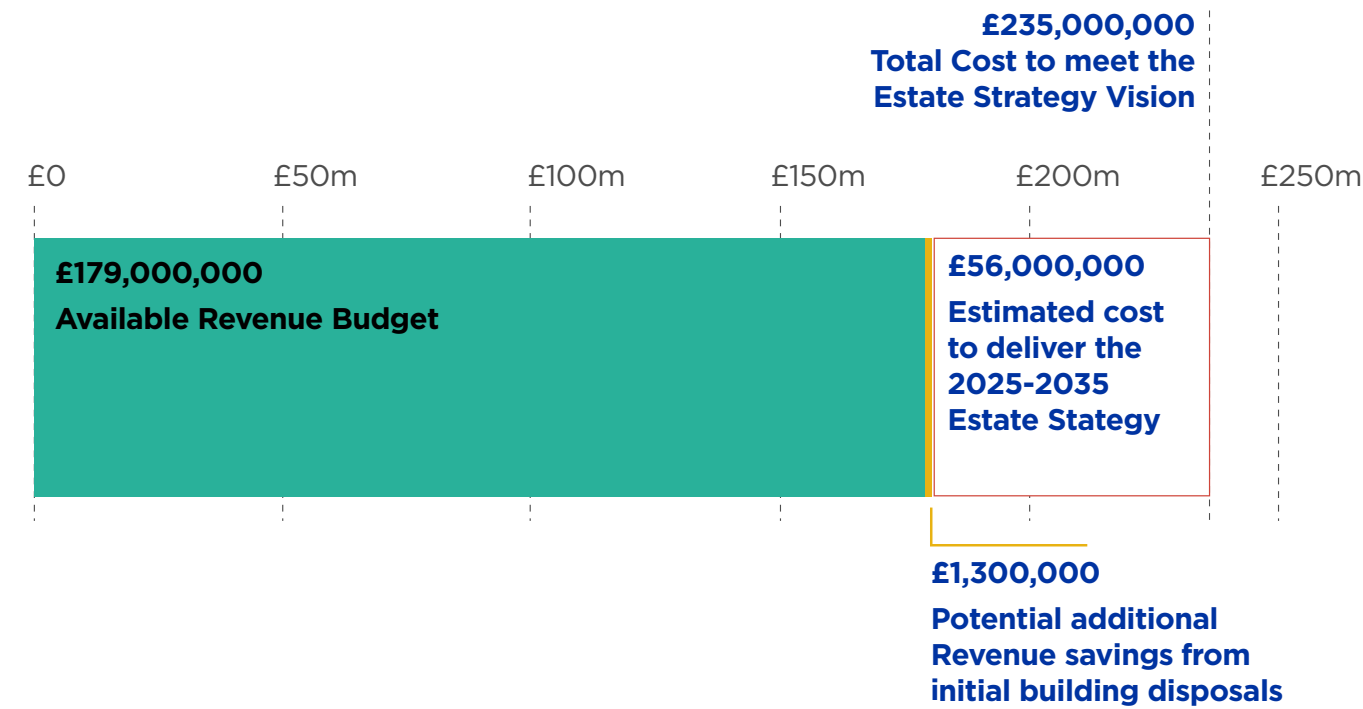 £235,000,000
Total Cost to meet the
Estate Strategy Vision
£0 £50m £100m £150m £200m £250m
£179,000,000
Available Revenue Budget
£56,000,000
Estimated cost
to deliver the
2025-2035
Estate Stategy
£1,300,000
Potential additional
Revenue savings from
initial building disposals